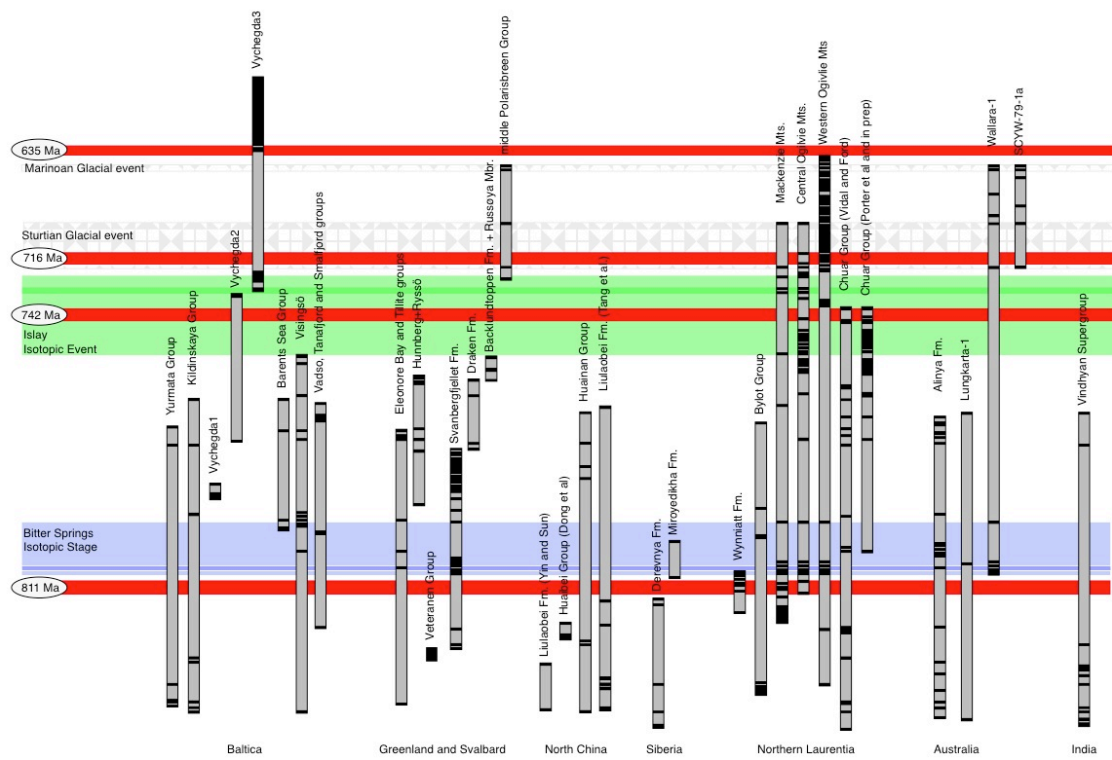 635 Ma
Marinoan Glacial event
Sturtian Glacial event
716 Ma
742 Ma
Islay
Isotopic Event
Bitter Springs
Isotopic Stage
811 Ma
Yurmata Group
Kildinskaya Group
Vychegda1
Vychegda2
Vychegda3
Barents Sea Group
Visingsö
Vadso, Tanafjord and Smalfjord groups
Eleonore Bay and Tillite groups
Hunnberg+Ryssö
Veteranen Group
Svanbergfjellet Fm.
Draken Fm.
Backlundtoppen Fm. + Russøya Mbr.
middle Polarisbreen Group
Liulaobei Fm. (Yin and Sun)
Huaibei Group (Dong et al)
Huainan Group
Liulaobei Fm. (Tang et al.)
Derevnya Fm.
Miroyedikha Fm.
Wynniatt Fm.
Bylot Group
Mackenzie Mts.
Central Ogilvie Mts.
Western Ogivlie Mts
Chuar Group (Vidal and Ford)
Chuar Group (Porter et al and in prep)
Alinya Fm.
Lungkarta-1
Wallara-1
SCYW-79-1a
Vindhyan Supergroup
Baltica
Greenland and Svalbard
North China
Siberia
Northern Laurentia
Australia
India